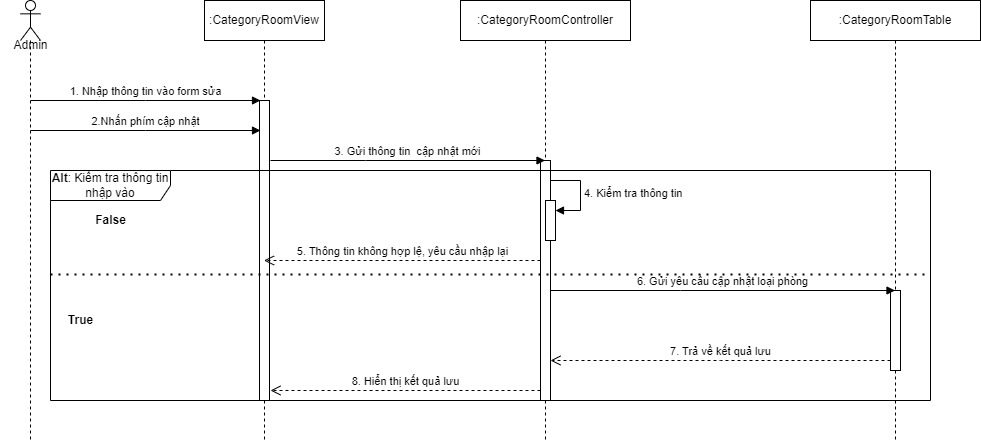 Admin
:CategoryRoomView
:CategoryRoomController
:CategoryRoomTable
1. Nhập thông tin vào form sửa
2.Nhấn phím cập nhật
3. Gửi thông tin cập nhật mới
Alt: Kiểm tra thông tin
nhập vào
4. Kiểm tra thông tin
False
5. Thông tin không hợp lệ, yêu cầu nhập lại
6. Gửi yêu cầu cập nhật loại phòng
True
7. Trả về kết quả lưu
8. Hiển thị kết quả lưu